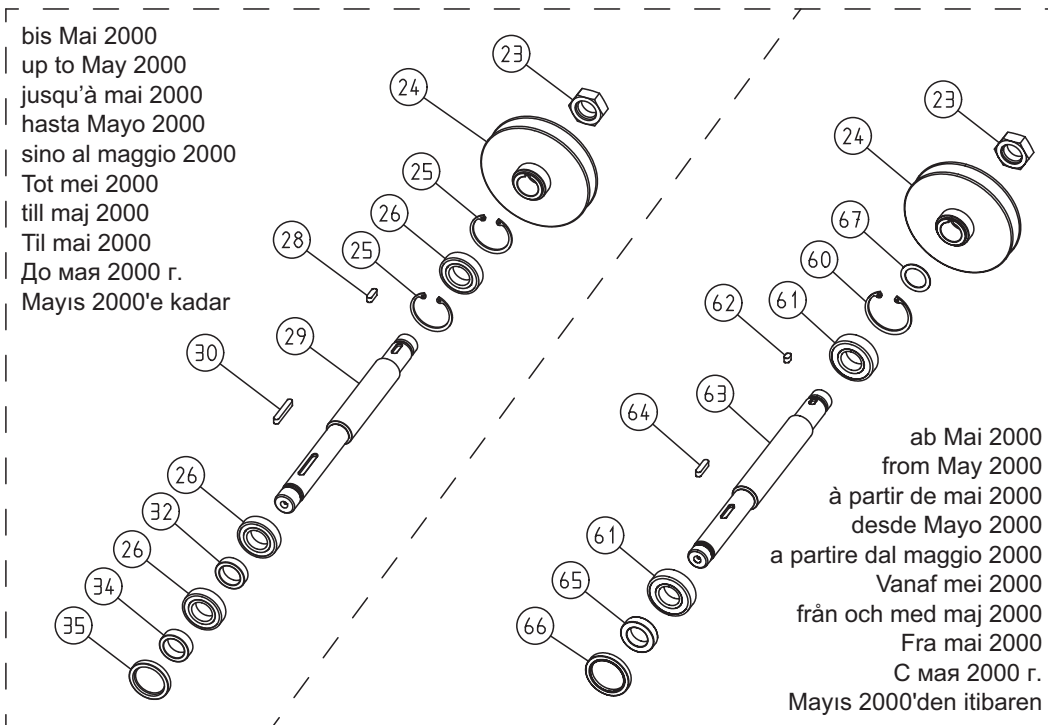 bis Mai 2000
up to May 2000
jusqu'à mai 2000
hasta Mayo 2000
sino al maggio 2000
Tot mei 2000
till maj 2000
Til mai 2000
До мая 2000 г.
Mayıs 2000'e kadar
23
24
25
26
28
25
29
30
26
32
26
34
35
23
24
67
60
61
62
63
64
61
65
66
ab Mai 2000
from May 2000
à partir de mai 2000
desde Mayo 2000
a partire dal maggio 2000
Vanaf mei 2000
från och med maj 2000
Fra mai 2000
С мая 2000 г.
Mayıs 2000'den itibaren